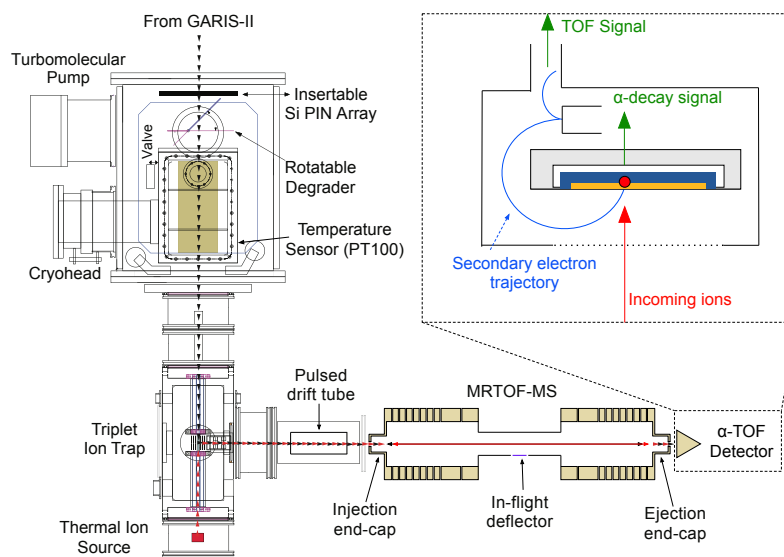 From GARIS-II
Turbomolecular
Pump
Insertable
Si PIN Array
Valve
Rotatable
Degrader
Temperature
Sensor (PT100)
Cryohead
TOF Signal
α-decay signal
Secondary electron
trajectory
Incoming ions
Pulsed
drift tube
MRTOF-MS
Triplet
Ion Trap
α-TOF
Detector
Injection
end-cap
In-flight
deflector
Ejection
end-cap
Thermal Ion
Source